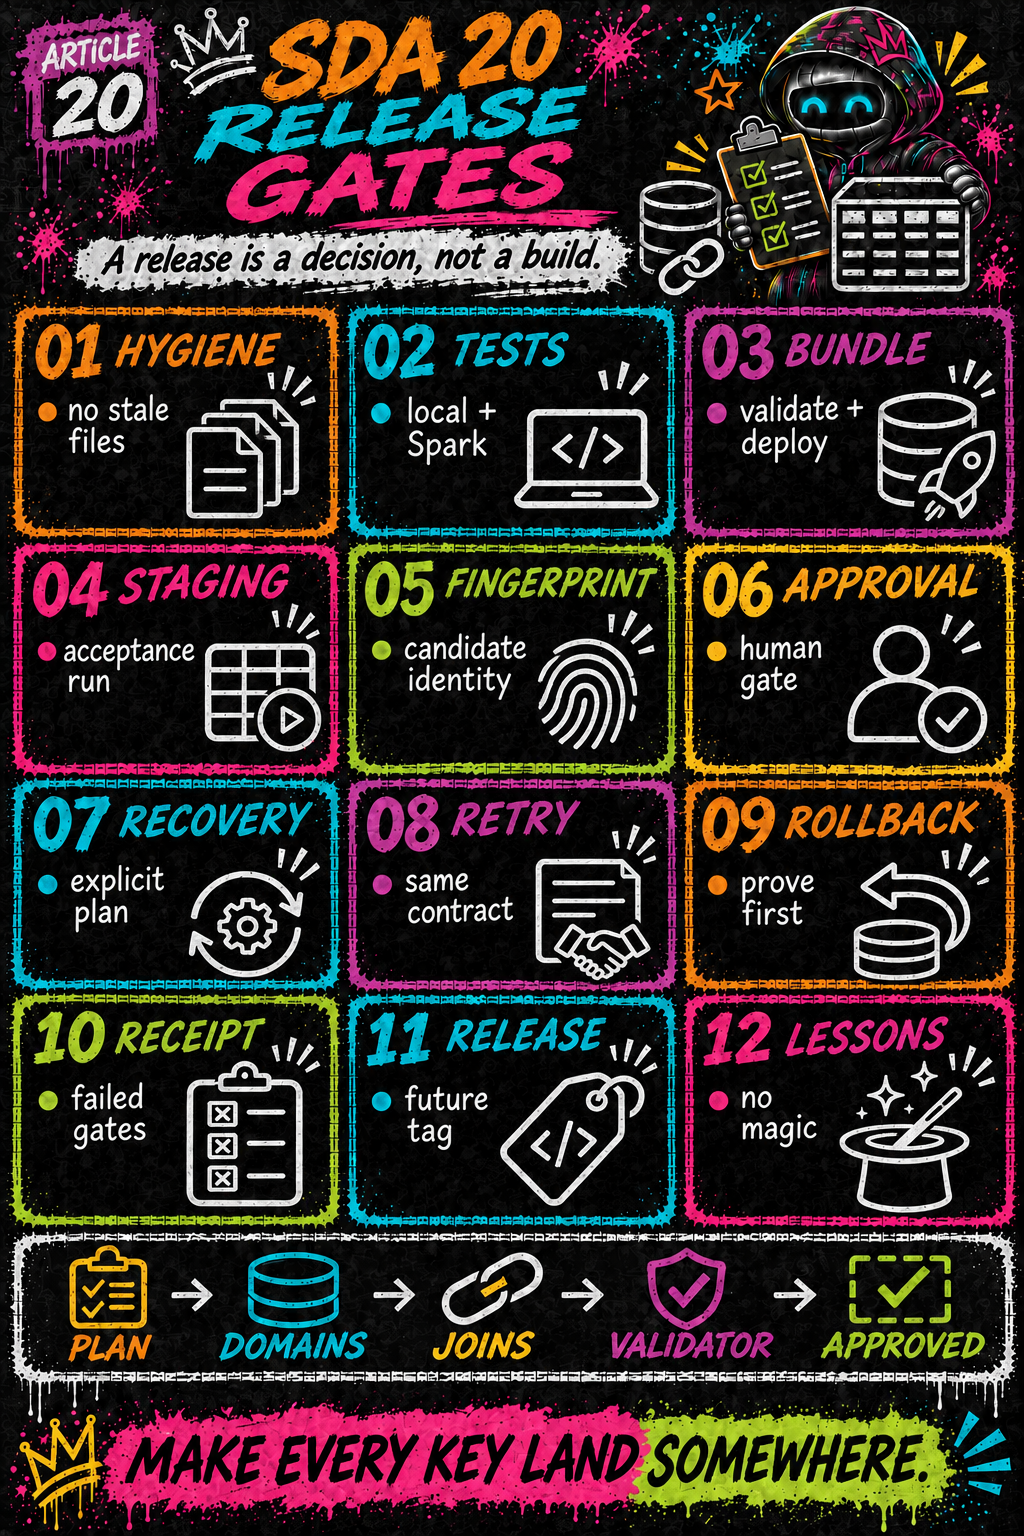 ARTICLE
20
SDA 20
RELEASE
GATES
A release is a decision, not a build.
01 HYGIENE
no stale
files
02 TESTS
local +
Spark
03 BUNDLE
validate +
deploy
04 STAGING
acceptance
run
05 FINGERPRINT
candidate
identity
06 APPROVAL
human
gate
07 RECOVERY
explicit
plan
08 RETRY
same
contract
09 ROLLBACK
prove
first
10 RECEIPT
failed
gates
11 RELEASE
future
tag
12 LESSONS
no
magic
PLAN
DOMAINS
JOINS
VALIDATOR
APPROVED
MAKE EVERY KEY LAND SOMEWHERE.